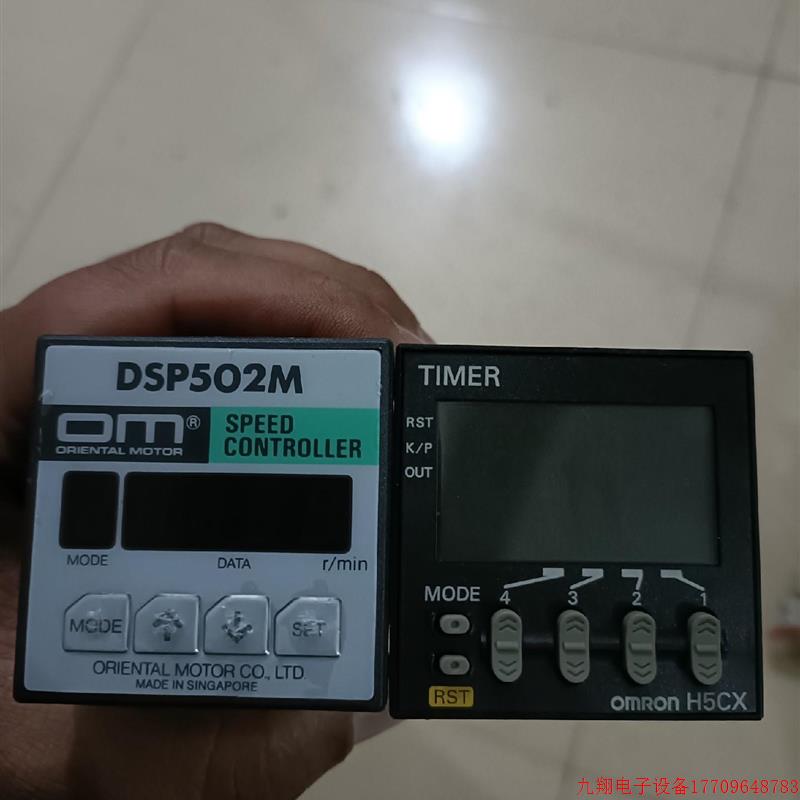 DSP502M
OM®
ORIENTAL MOTOR
SPEED
CONTROLLER
MODE
DATA
r/min
MODE
SET
ORIENTAL MOTOR CO., LTD.
MADE IN SINGAPORE
TIMER
RST
K/P
OUT
MODE
4
3
2
1
RST
OMRON H5CX
九翔电子设备17709648783